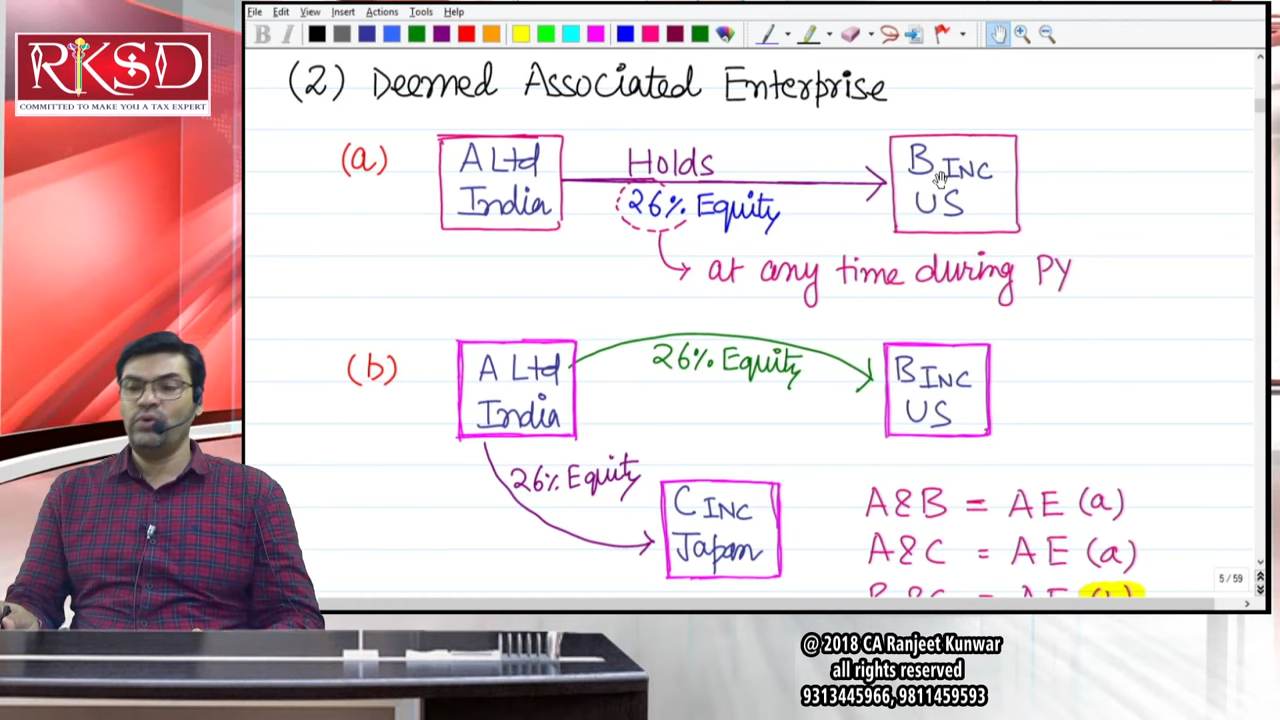 File Edit View Insert Actions Tools Help
B I
RKSD
COMMITTED TO MAKE YOU A TAX EXPERT
(2) Deemed Associated Enterprise
(a)
A Ltd
India
Holds
26% Equity
B INC
US
at any time during PY
(b)
A Ltd
India
26% Equity
B INC
US
26% Equity
C INC
Japan
A&B = AE (a)
A&C = AE (a)
5 / 59
@ 2018 CA Ranjeet Kunwar
all rights reserved
9313445966, 9811459593